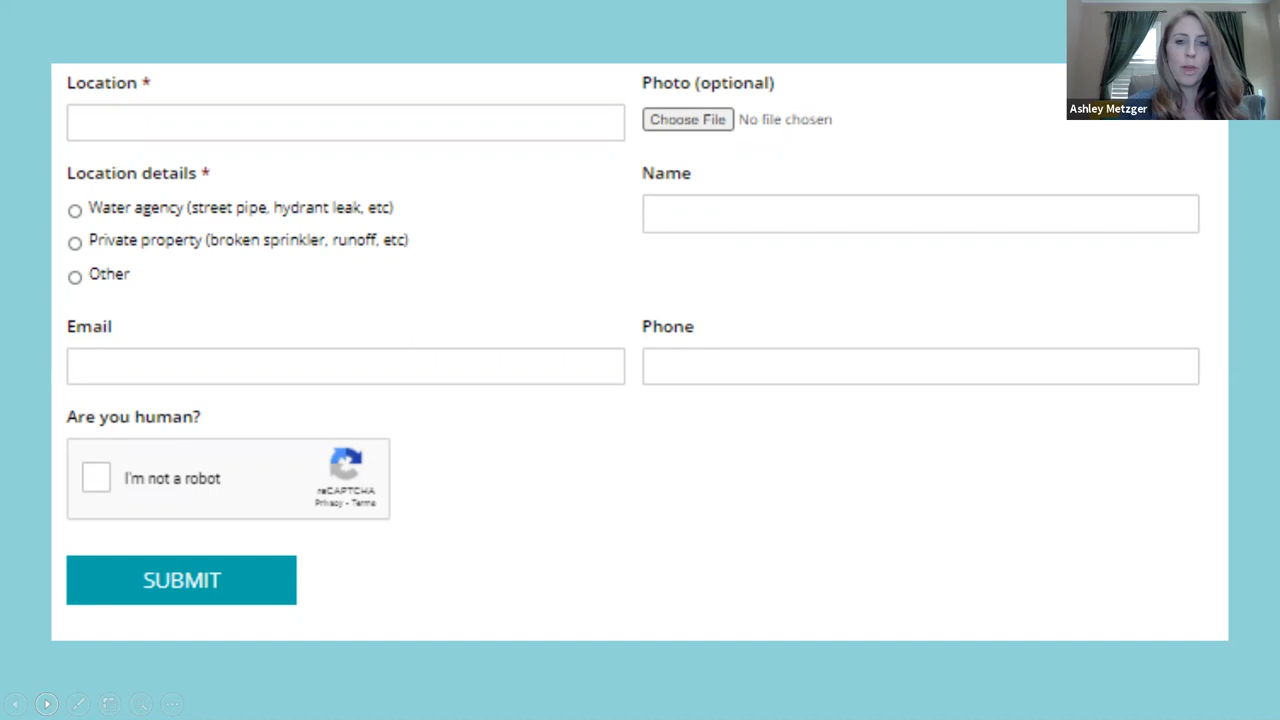 Location *
Photo (optional)
Choose File No file chosen
Ashley Metzger
Location details *
Name
Water agency (street pipe, hydrant leak, etc)
Private property (broken sprinkler, runoff, etc)
Other
Email
Phone
Are you human?
I'm not a robot
reCAPTCHA
Privacy - Terms
SUBMIT